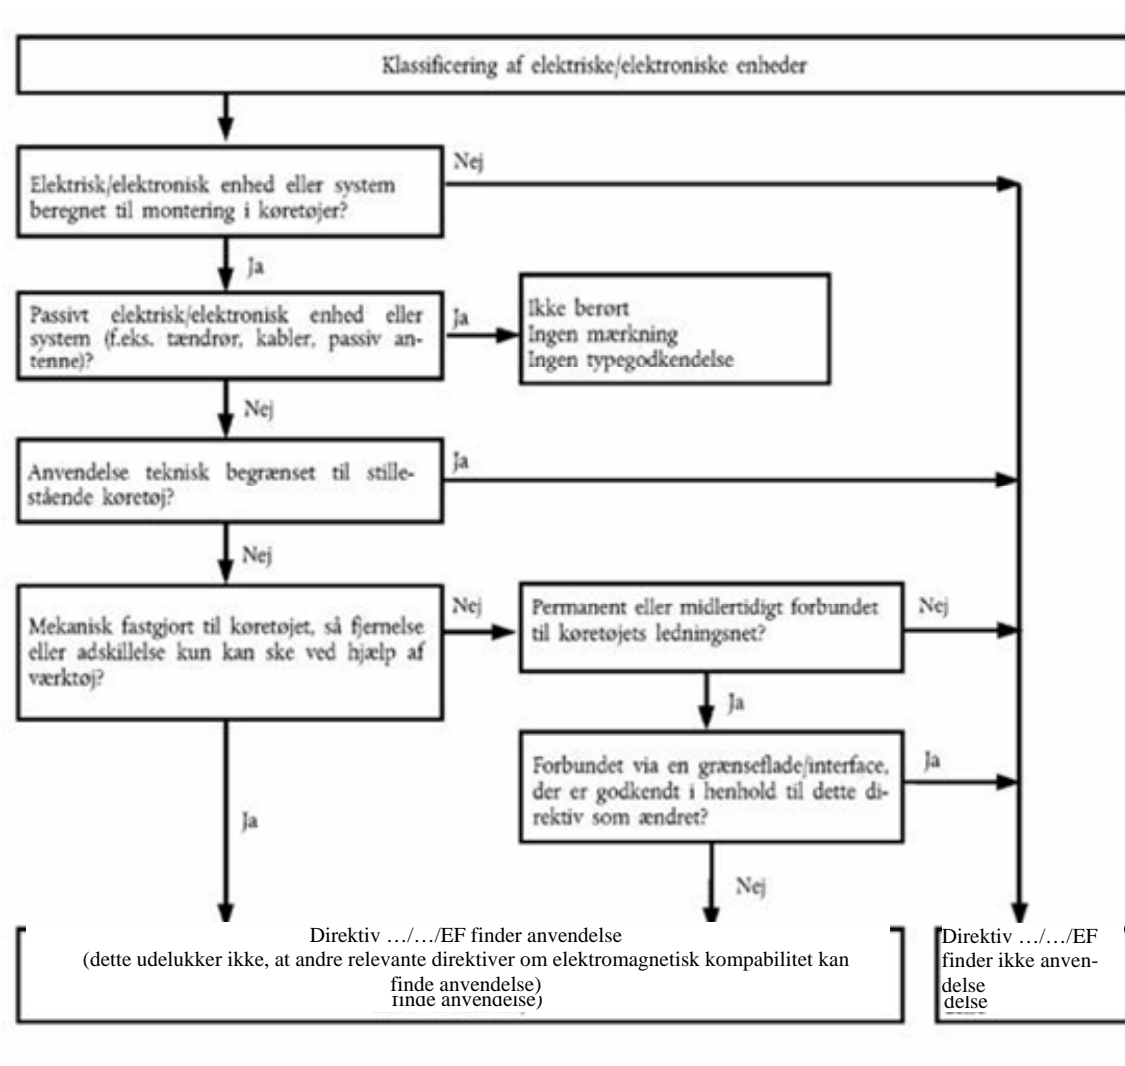 Klassificering af elektriske/elektroniske enheder
Nej
Elektrisk/elektronisk enhed eller system
beregnet til montering i køretøjer?
Ja
Passivt elektrisk/elektronisk enhed eller
system (f.eks. tændrør, kabler, passiv an-
tenne)?
Ja
Ikke berørt
Ingen mærkning
Ingen typegodkendelse
Nej
Anvendelse teknisk begrænset til stille-
stående køretøj?
Ja
Nej
Mekanisk fastgjort til køretøjet, så fjernelse
eller adskillelse kun kan ske ved hjælp af
værktøj?
Nej
Permanent eller midlertidigt forbundet
til køretøjets ledningsnet?
Nej
Ja
Forbundet via en grænseflade/interface,
der er godkendt i henhold til dette di-
rektiv som ændret?
Ja
Ja
Nej
Direktiv …/…/EF finder anvendelse
(dette udelukker ikke, at andre relevante direktiver om elektromagnetisk kompabilitet kan
finde anvendelse)
finde anvendelse)
Direktiv …/…/EF
finder ikke anven-
delse
delse